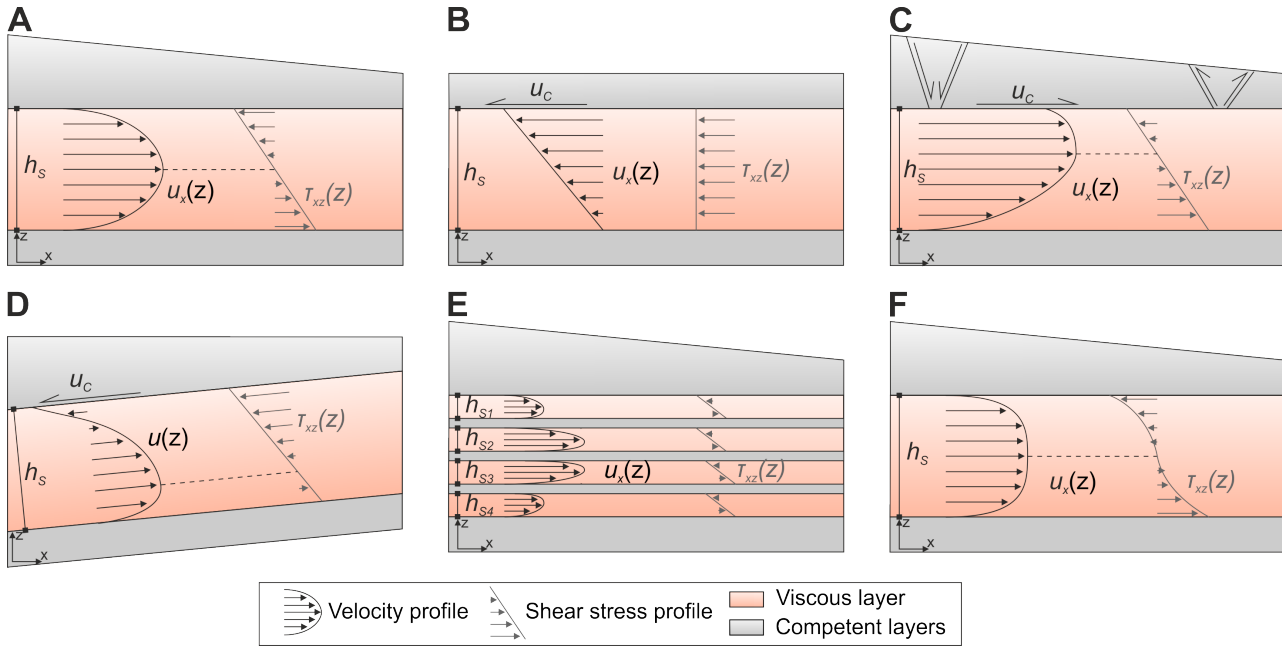 A
h_S
u_x(z)
τ_xz(z)
z
x
B
u_C
h_S
u_x(z)
τ_xz(z)
z
x
C
u_C
h_S
u_x(z)
τ_xz(z)
z
x
D
u_C
h_S
u(z)
τ_xz(z)
z
x
E
h_S1
h_S2
h_S3
u_x(z)
τ_xz(z)
h_S4
z
x
F
h_S
u_x(z)
τ_xz(z)
z
x
Velocity profile
Shear stress profile
Viscous layer
Competent layers